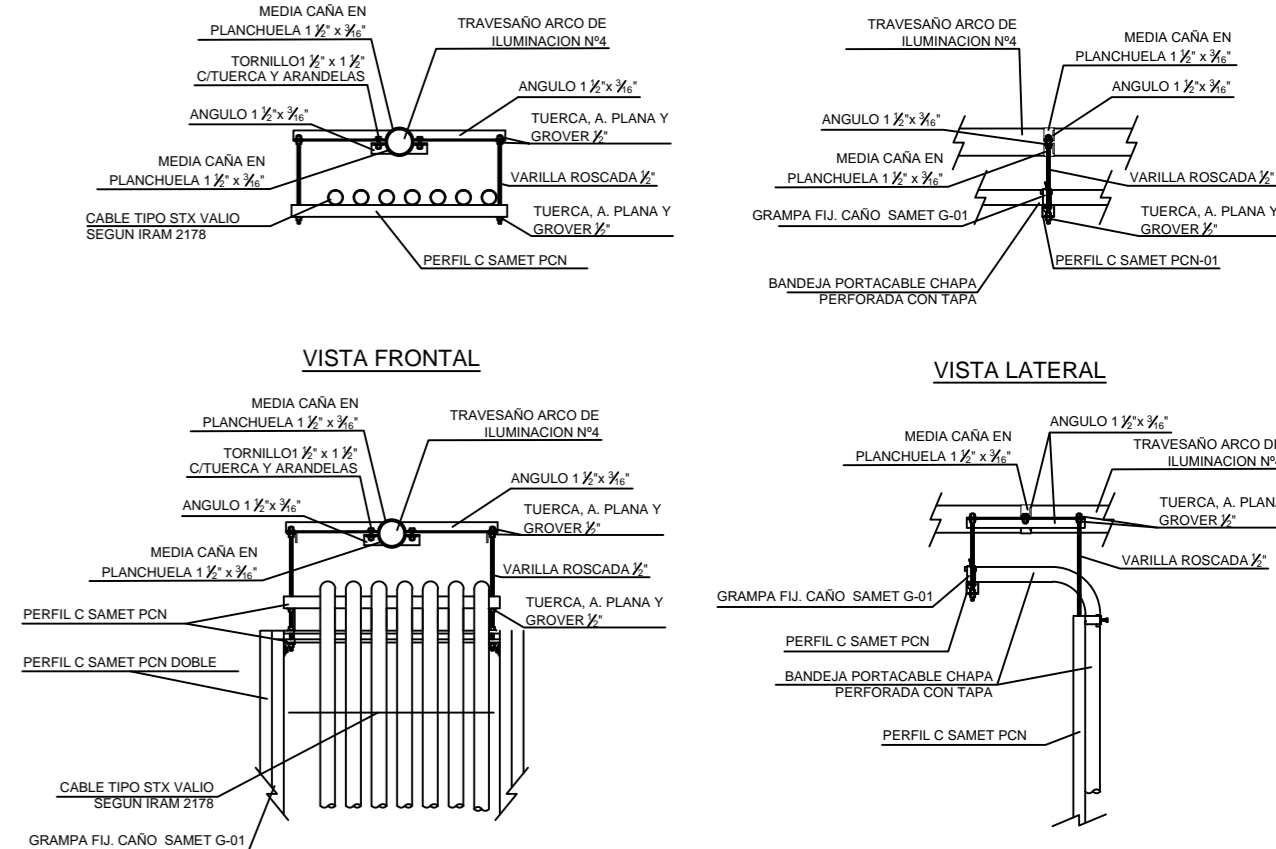 MEDIA CAÑA EN
PLANCHUELA 1 ½" x 3/16"
TORNILLO1 ½" x 1 ½"
C/TUERCA Y ARANDELAS
ANGULO 1 ½"x 3/16"
MEDIA CAÑA EN
PLANCHUELA 1 ½" x 3/16"
CABLE TIPO STX VALIO
SEGUN IRAM 2178
TRAVESAÑO ARCO DE
ILUMINACION Nº4
ANGULO 1 ½"x 3/16"
TUERCA, A. PLANA Y
GROVER ½"
VARILLA ROSCADA ½"
TUERCA, A. PLANA Y
GROVER ½"
PERFIL C SAMET PCN
TRAVESAÑO ARCO DE
ILUMINACION Nº4
ANGULO 1 ½"x 3/16"
MEDIA CAÑA EN
PLANCHUELA 1 ½" x 3/16"
GRAMPA FIJ. CAÑO SAMET G-01
BANDEJA PORTACABLE CHAPA
PERFORADA CON TAPA
MEDIA CAÑA EN
PLANCHUELA 1 ½" x 3/16"
ANGULO 1 ½"x 3/16"
VARILLA ROSCADA ½"
TUERCA, A. PLANA Y
GROVER ½"
PERFIL C SAMET PCN-01
VISTA FRONTAL
MEDIA CAÑA EN
PLANCHUELA 1 ½" x 3/16"
TORNILLO1 ½" x 1 ½"
C/TUERCA Y ARANDELAS
ANGULO 1 ½"x 3/16"
MEDIA CAÑA EN
PLANCHUELA 1 ½" x 3/16"
PERFIL C SAMET PCN
PERFIL C SAMET PCN DOBLE
CABLE TIPO STX VALIO
SEGUN IRAM 2178
GRAMPA FIJ. CAÑO SAMET G-01
TRAVESAÑO ARCO DE
ILUMINACION Nº4
ANGULO 1 ½"x 3/16"
TUERCA, A. PLANA Y
GROVER ½"
VARILLA ROSCADA ½"
TUERCA, A. PLANA Y
GROVER ½"
VISTA LATERAL
ANGULO 1 ½"x 3/16"
MEDIA CAÑA EN
PLANCHUELA 1 ½" x 3/16"
TRAVESAÑO ARCO DE
ILUMINACION Nº4
TUERCA, A. PLANA
GROVER ½"
VARILLA ROSCADA ½"
GRAMPA FIJ. CAÑO SAMET G-01
PERFIL C SAMET PCN
BANDEJA PORTACABLE CHAPA
PERFORADA CON TAPA
PERFIL C SAMET PCN